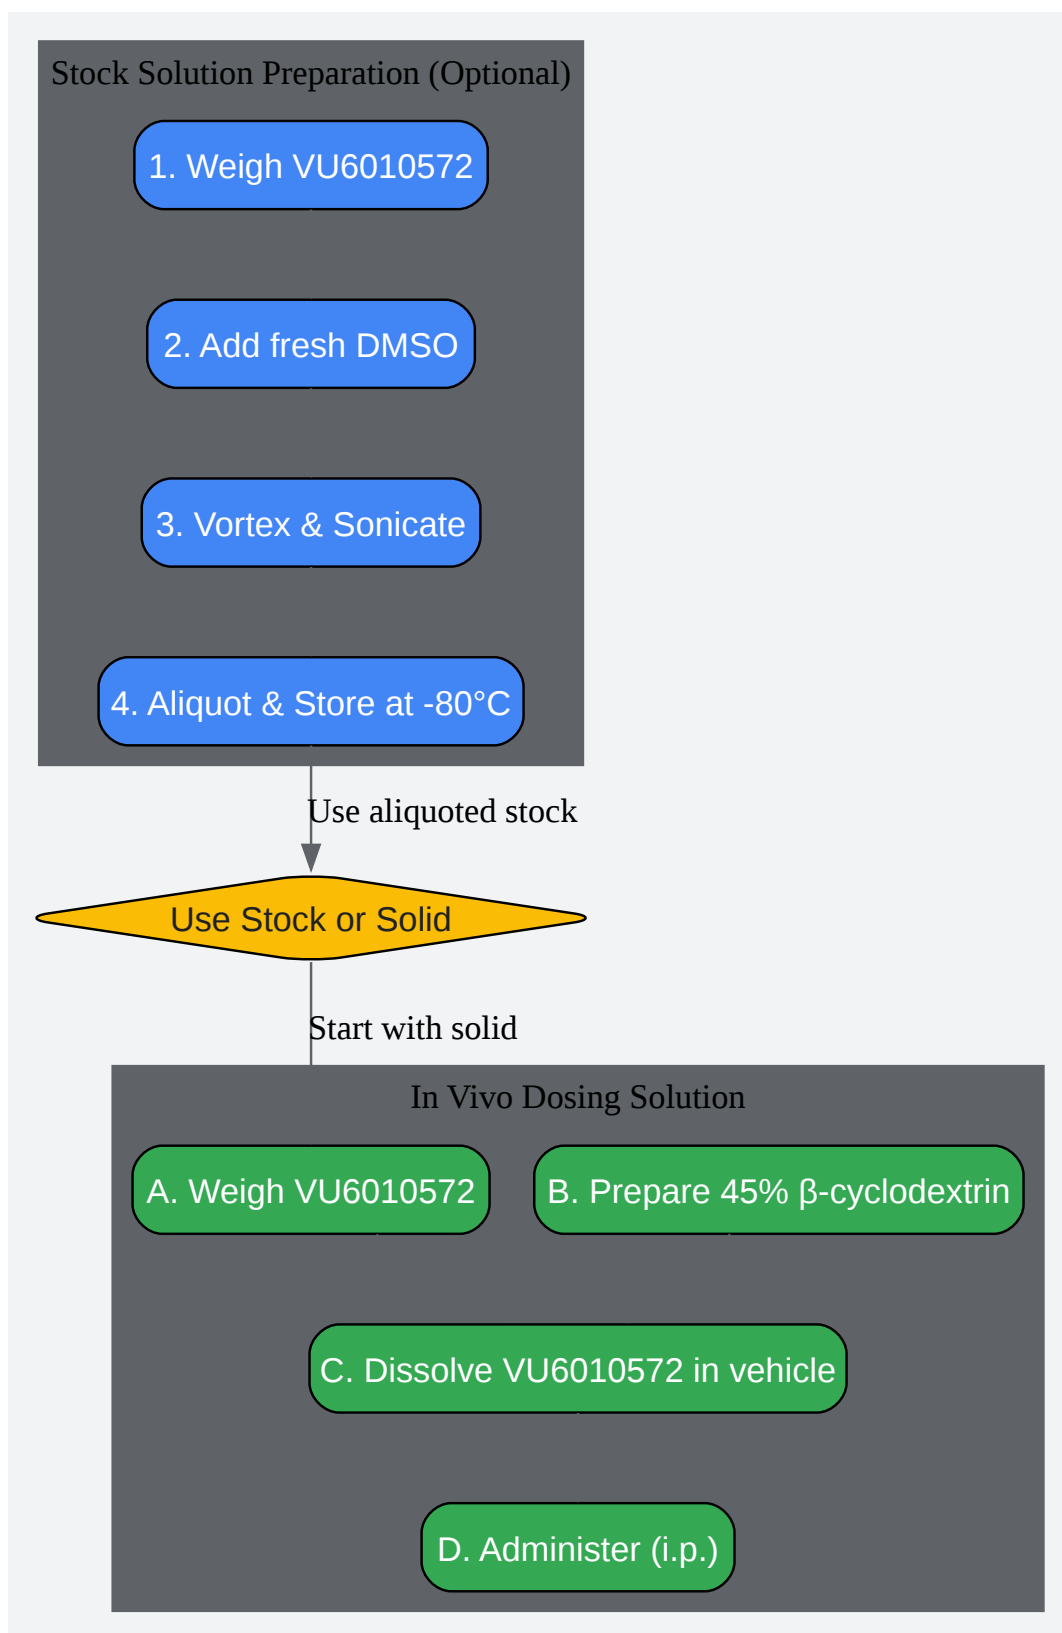 Stock Solution Preparation (Optional)
1. Weigh VU6010572
2. Add fresh DMSO
3. Vortex & Sonicate
4. Aliquot & Store at -80°C
Use aliquoted stock
Use Stock or Solid
Start with solid
In Vivo Dosing Solution
A. Weigh VU6010572
B. Prepare 45% β-cyclodextrin
C. Dissolve VU6010572 in vehicle
D. Administer (i.p.)